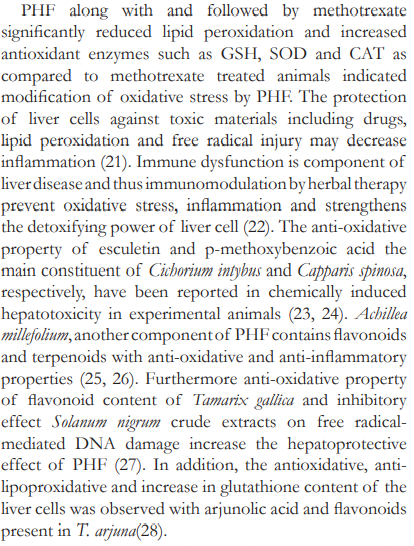 PHF along with and followed by methotrexate
significantly reduced lipid peroxidation and increased
antioxidant enzymes such as GSH, SOD and CAT as
compared to methotrexate treated animals indicated
modification of oxidative stress by PHF. The protection
of liver cells against toxic materials including drugs,
lipid peroxidation and free radical injury may decrease
inflammation (21). Immune dysfunction is component of
liver disease and thus immunomodulation by herbal therapy
prevent oxidative stress, inflammation and strengthens
the detoxifying power of liver cell (22). The anti-oxidative
property of esculetin and p-methoxybenzoic acid the
main constituent of Cichorium intybus and Capparis spinosa,
respectively, have been reported in chemically induced
hepatotoxicity in experimental animals (23, 24). Achillea
millefolium, another component of PHF contains flavonoids
and terpenoids with anti-oxidative and anti-inflammatory
properties (25, 26). Furthermore anti-oxidative property
of flavonoid content of Tamarix gallica and inhibitory
effect Solanum nigrum crude extracts on free radical-
mediated DNA damage increase the hepatoprotective
effect of PHF (27). In addition, the antioxidative, anti-
lipoproxidative and increase in glutathione content of the
liver cells was observed with arjunolic acid and flavonoids
present in T. arjuna(28).